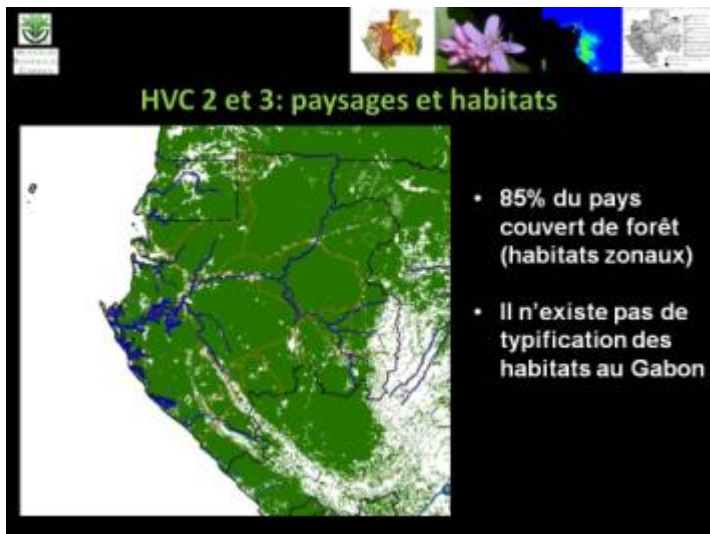 HVC 2 et 3: paysages et habitats
• 85% du pays
couvert de forêt
(habitats zonaux)
• Il n'existe pas de
typification des
habitats au Gabon